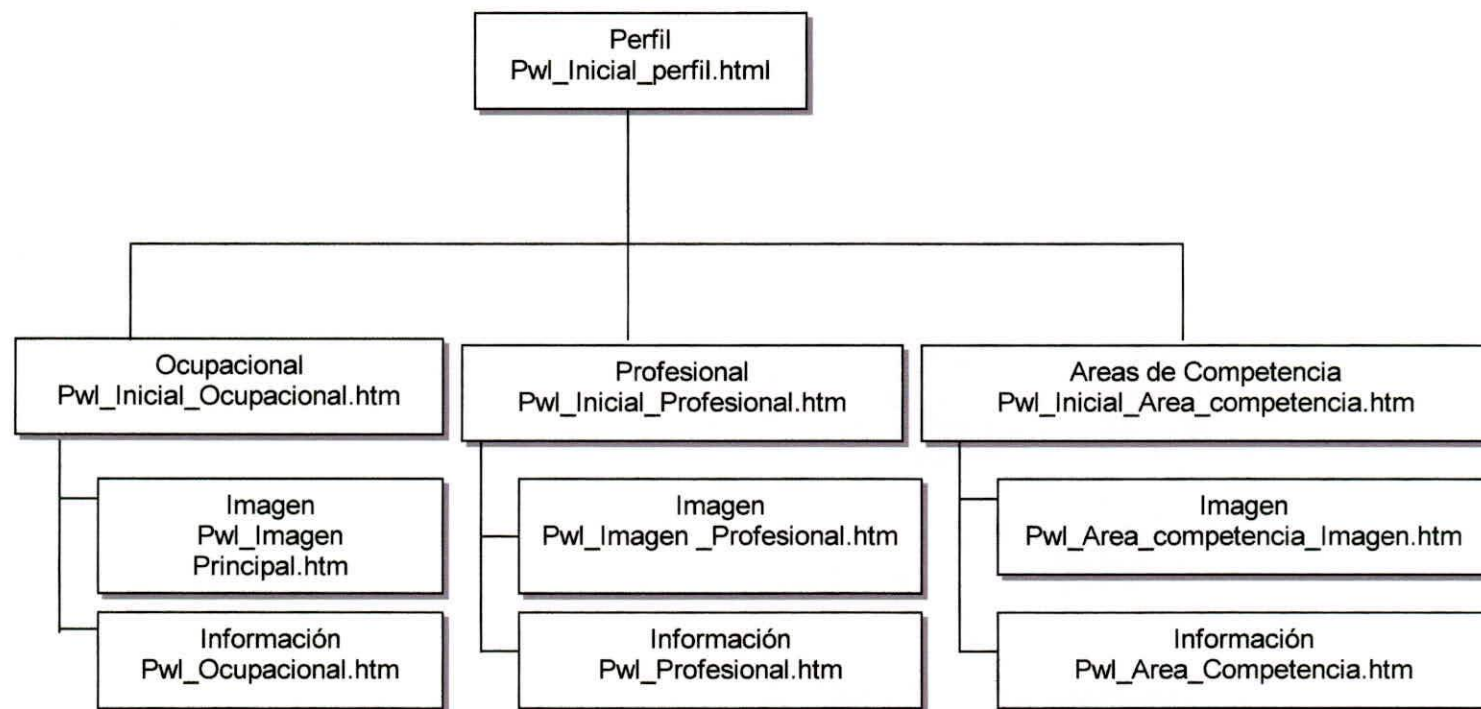 Perfil
Pwl_Inicial_perfil.html
Ocupacional
Pwl_Inicial_Ocupacional.htm
Profesional
Pwl_Inicial_Profesional.htm
Areas de Competencia
Pwl_Inicial_Area_competencia.htm
Imagen
Pwl_Imagen
Principal.htm
Imagen
Pwl_Imagen _Profesional.htm
Imagen
Pwl_Area_competencia_Imagen.htm
Información
Pwl_Ocupacional.htm
Información
Pwl_Profesional.htm
Información
Pwl_Area_Competencia.htm